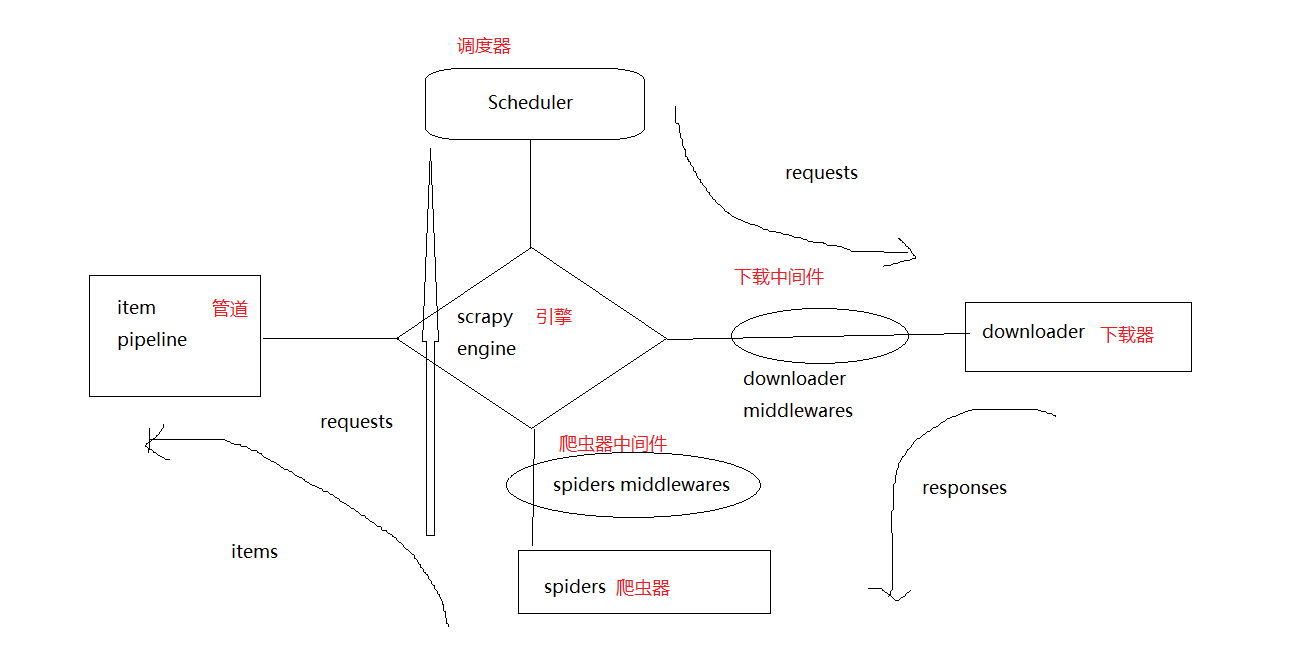 调度器
Scheduler
requests
下载中间件
item 管道
pipeline
scrapy 引擎
engine
downloader 下载器
downloader
middlewares
requests
爬虫器中间件
spiders middlewares
responses
items
spiders 爬虫器